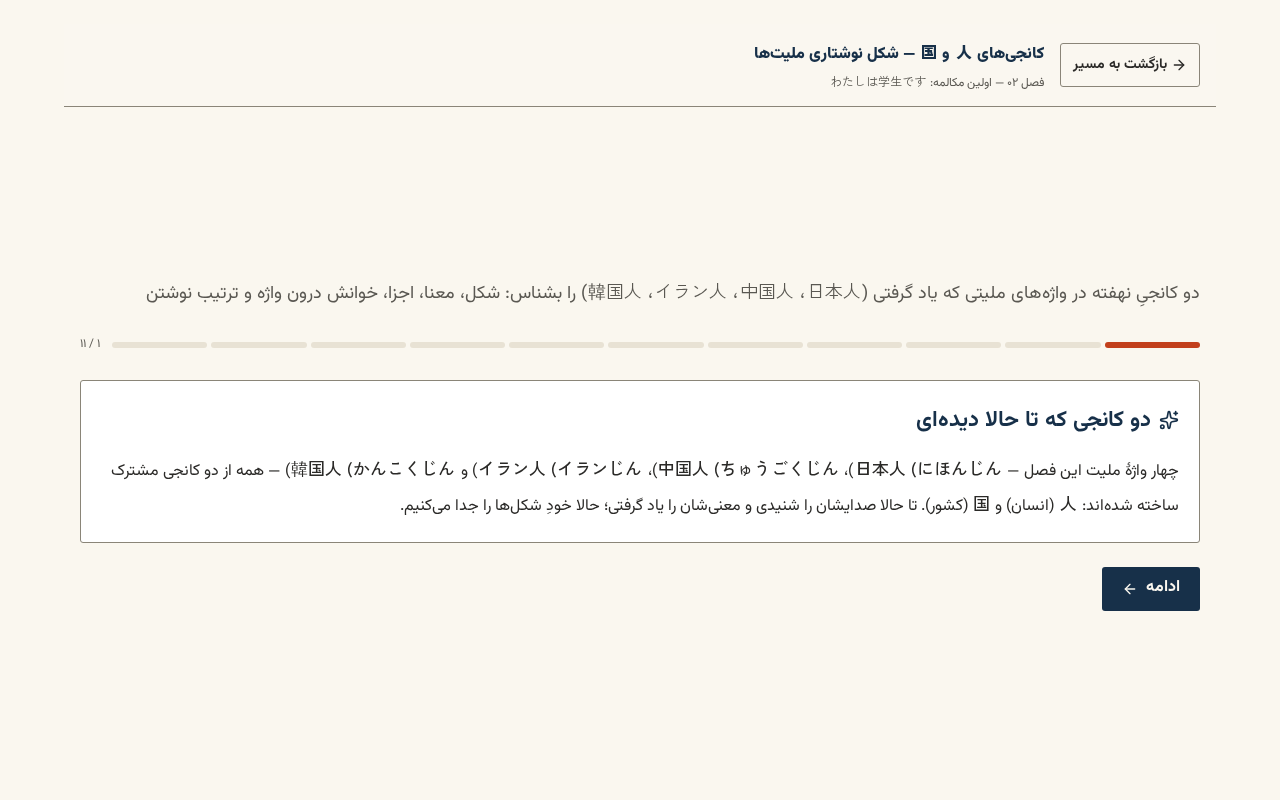 بازگشت به مسیر
کانجی‌های 人 و 国 — شکل نوشتاری ملیت‌ها
فصل ۰۲ — اولین مکالمه: わたしは学生です
دو کانجیِ نهفته در واژه‌های ملیتی که یاد گرفتی (日本人، 中国人، イラン人، 韓国人) را بشناس: شکل، معنا، اجزا، خوانش درون واژه و ترتیب نوشتن
۱ / ۱۱
دو کانجی که تا حالا دیده‌ای
چهار واژهٔ ملیت این فصل — 日本人 (にほんじん)، 中国人 (ちゅうごくじん)، イラン人 (イランじん) و 韓国人 (かんこくじん) — همه از دو کانجی مشترک
ساخته شده‌اند: 人 (انسان) و 国 (کشور). تا حالا صدایشان را شنیدی و معنی‌شان را یاد گرفتی؛ حالا خودِ شکل‌ها را جدا می‌کنیم.
ادامه